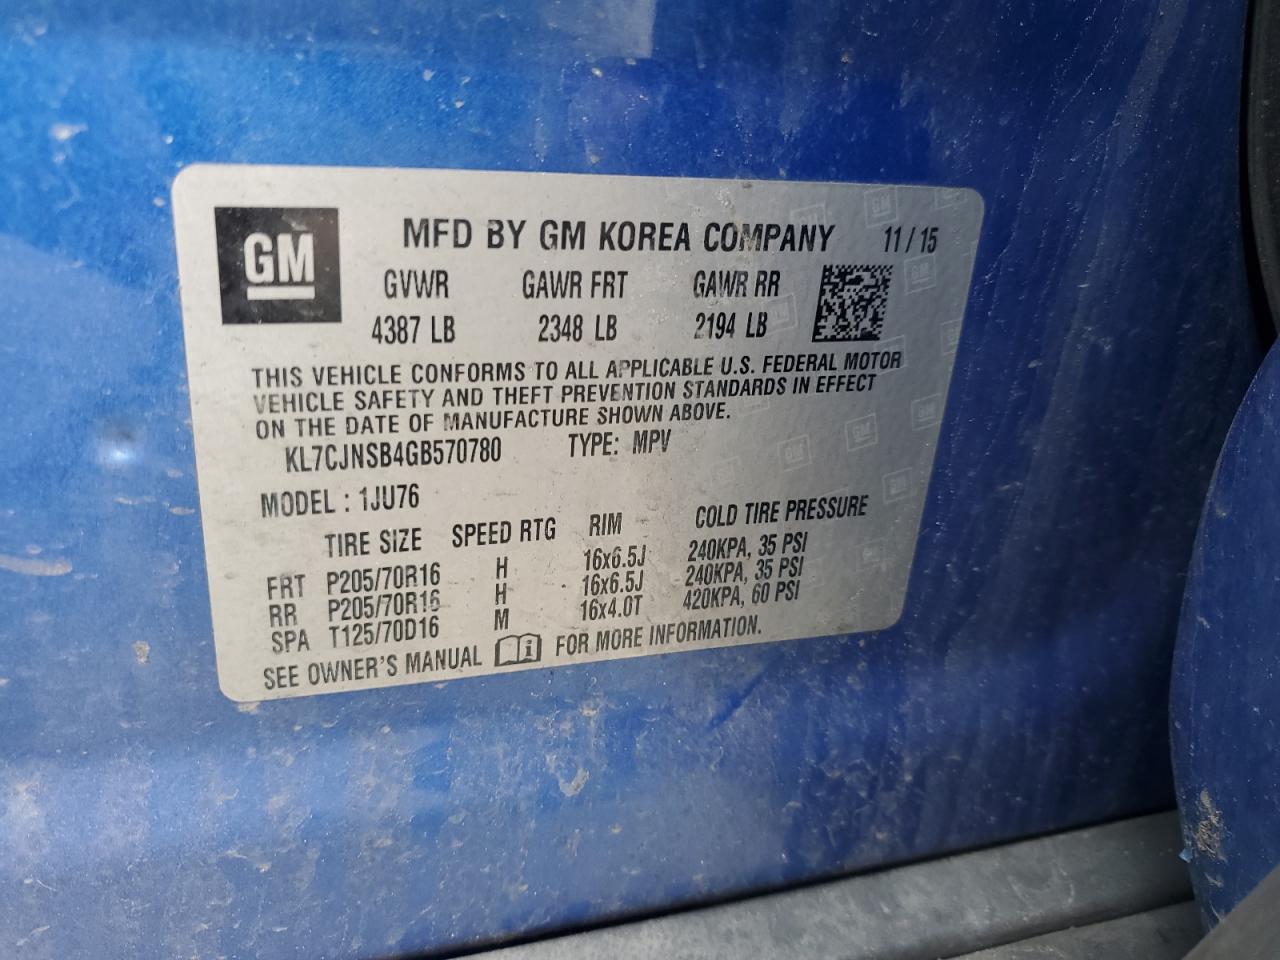 GM
MFD BY GM KOREA COMPANY 11/15
GVWR GAWR FRT GAWR RR
4387 LB 2348 LB 2194 LB
THIS VEHICLE CONFORMS TO ALL APPLICABLE U.S. FEDERAL MOTOR
VEHICLE SAFETY AND THEFT PREVENTION STANDARDS IN EFFECT
ON THE DATE OF MANUFACTURE SHOWN ABOVE.
KL7CJNSB4GB570780 TYPE: MPV
MODEL : 1JU76
TIRE SIZE SPEED RTG RIM COLD TIRE PRESSURE
FRT P205/70R16 H 16x6.5J 240KPA, 35 PSI
RR P205/70R16 H 16x6.5J 240KPA, 35 PSI
SPA T125/70D16 M 16x4.0T 420KPA, 60 PSI
SEE OWNER'S MANUAL FOR MORE INFORMATION.